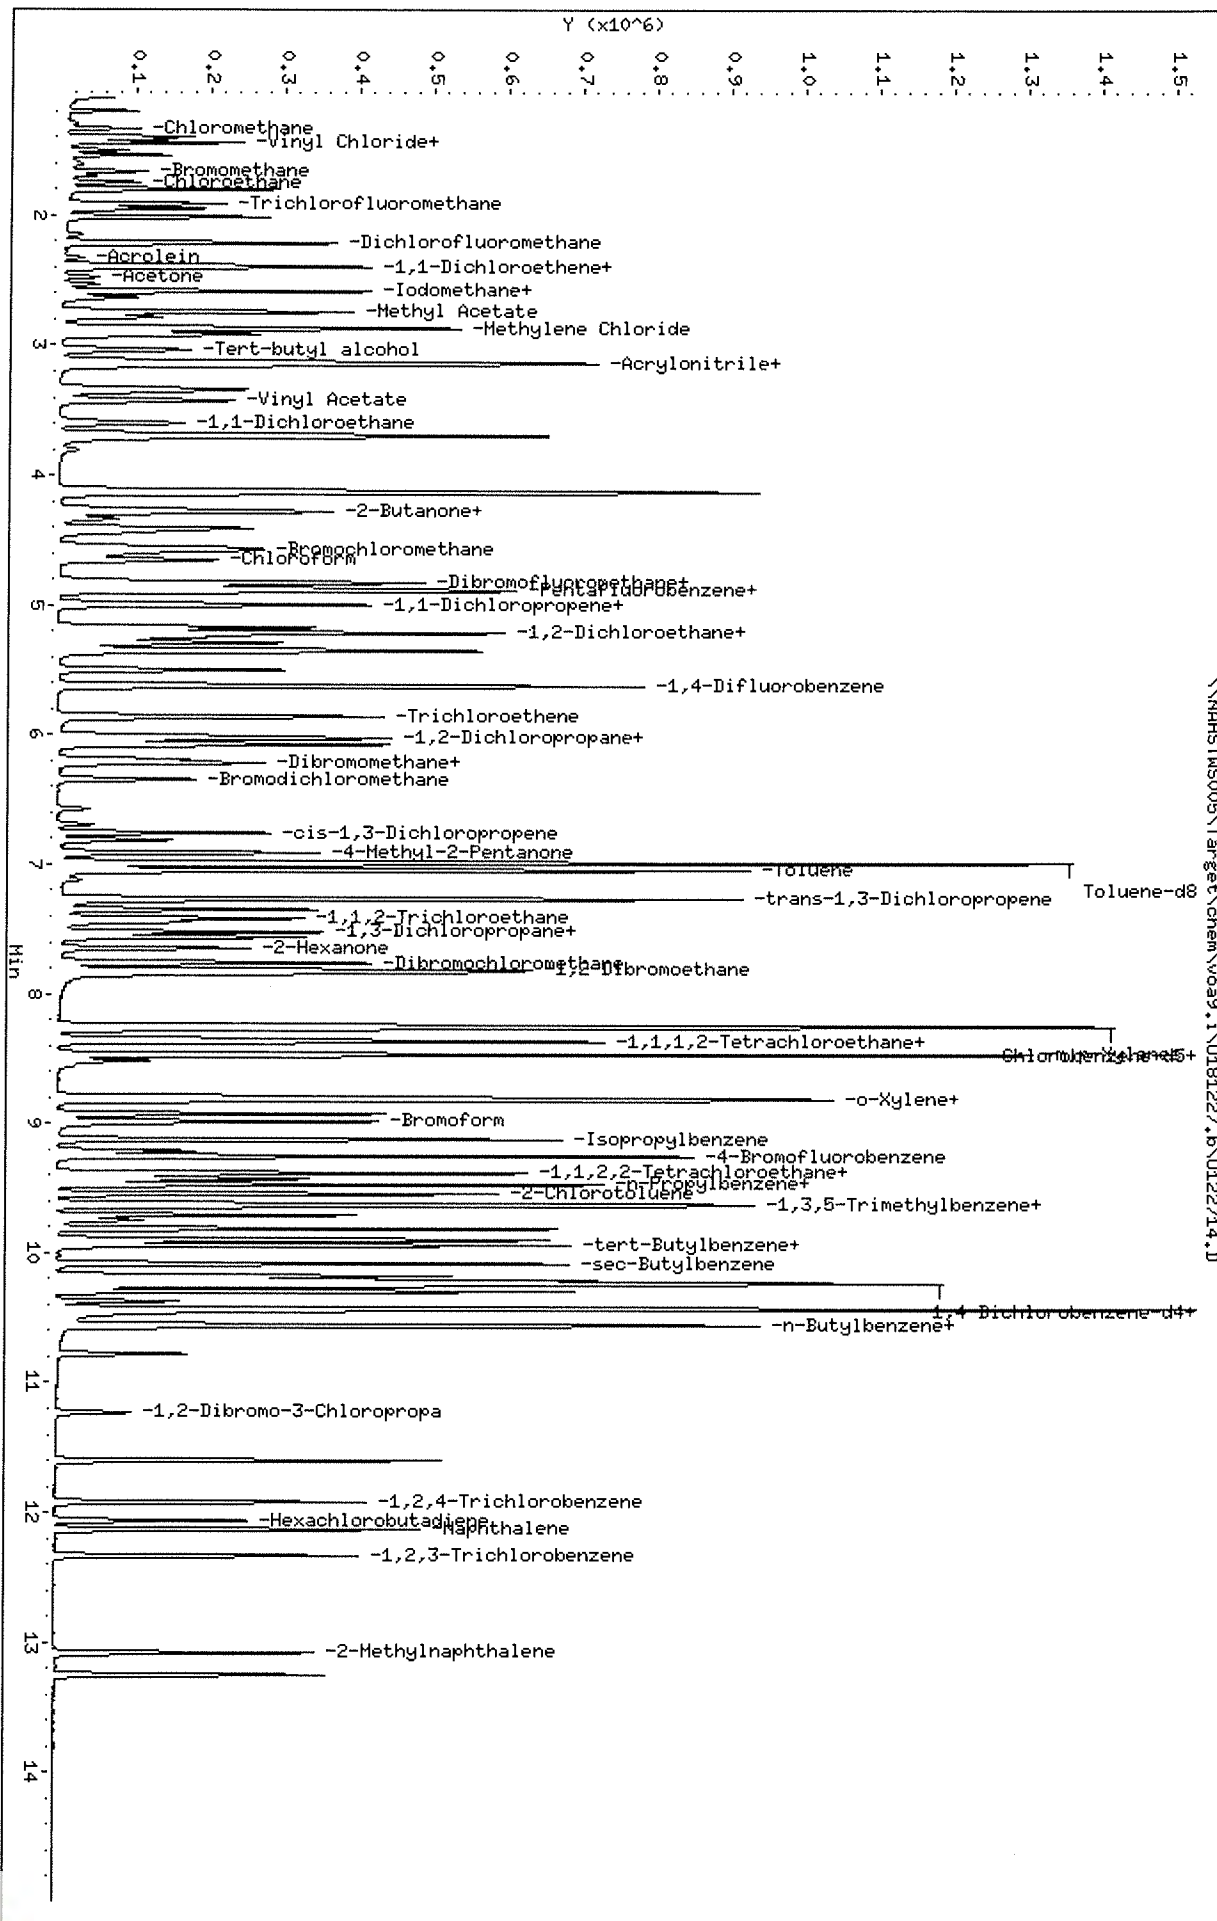 Y (x10^6)
0.1
0.2
0.3
0.4
0.5
0.6
0.7
0.8
0.9
1.0
1.1
1.2
1.3
1.4
1.5
-Chloromethane
-Vinyl Chloride+
-Bromomethane
-Chloroethane
-Trichlorofluoromethane
2
-Dichlorofluoromethane
-Acrolein
-1,1-Dichloroethene+
-Acetone
-Iodomethane+
-Methyl Acetate
-Methylene Chloride
3
-Tert-butyl alcohol
-Acrylonitrile+
-Vinyl Acetate
-1,1-Dichloroethane
4
-2-Butanone+
-Bromochloromethane
-Chloroform
-Dibromofluoromethane+
-Pentafluorobenzene+
5
-1,1-Dichloropropene+
-1,2-Dichloroethane+
-1,4-Difluorobenzene
-Trichloroethene
6
-1,2-Dichloropropane+
-Dibromomethane+
-Bromodichloromethane
-cis-1,3-Dichloropropene
-4-Methyl-2-Pentanone
7
-Toluene
Toluene-d8
-trans-1,3-Dichloropropene
-1,1,2-Trichloroethane
-1,3-Dichloropropane+
-2-Hexanone
Min
-Dibromochloromethane
-1,2-Dibromoethane
8
-1,1,1,2-Tetrachloroethane+
-o-Xylene+
9
-Bromoform
-Isopropylbenzene
-4-Bromofluorobenzene
-1,1,2,2-Tetrachloroethane+
-n-Propylbenzene+
-2-Chlorotoluene
-1,3,5-Trimethylbenzene+
-tert-Butylbenzene+
10
-sec-Butylbenzene
1,4-Dichlorobenzene-d4+
-n-Butylbenzene+
11
-1,2-Dibromo-3-Chloropropa
-1,2,4-Trichlorobenzene
12
-Hexachlorobutadiene
-Naphthalene
-1,2,3-Trichlorobenzene
13
-2-Methylnaphthalene
14